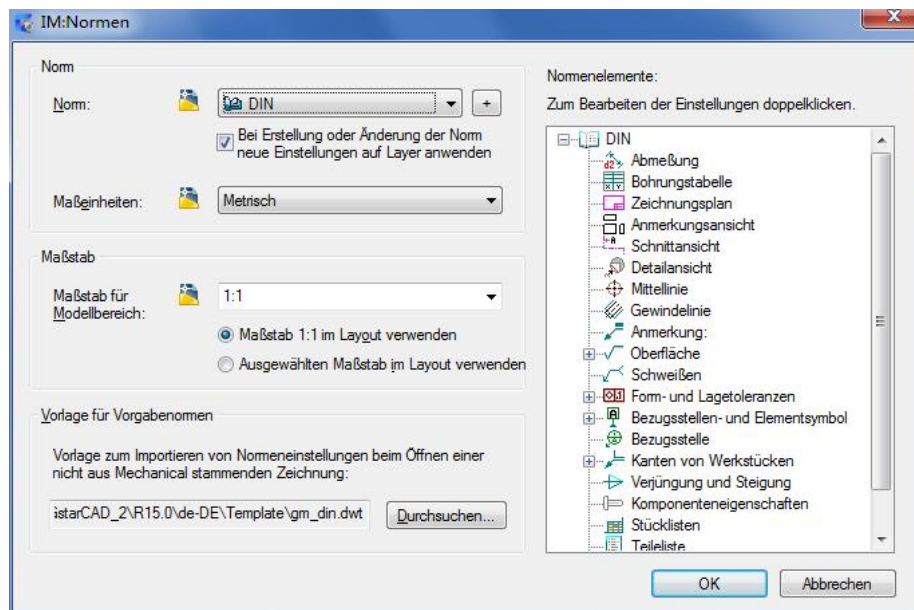 IM:Normen
Norm
Norm:
DIN
+
Bei Erstellung oder Änderung der Norm
neue Einstellungen auf Layer anwenden
Maßeinheiten:
Metrisch
Maßstab
Maßstab für
Modellbereich:
1:1
Maßstab 1:1 im Layout verwenden
Ausgewählten Maßstab im Layout verwenden
Vorlage für Vorgabenomen
Vorlage zum Importieren von Normeneinstellungen beim Öffnen einer
nicht aus Mechanical stammenden Zeichnung:
istarCAD_2\R15.0\de-DE\Template\gm_din.dwt
Durchsuchen...
Normenelemente:
Zum Bearbeiten der Einstellungen doppelklicken.
DIN
Abmeßung
Bohrungstabelle
Zeichnungsplan
Anmerkungsansicht
Schnittansicht
Detailansicht
Mittellinie
Gewindelinie
Anmerkung:
Oberfläche
Schweißen
Form- und Lagetoleranzen
Bezugsstellen- und Elementsymbol
Bezugsstelle
Kanten von Werkstücken
Verjüngung und Steigung
Komponenteneigenschaften
Stücklisten
Teileliste
OK
Abbrechen